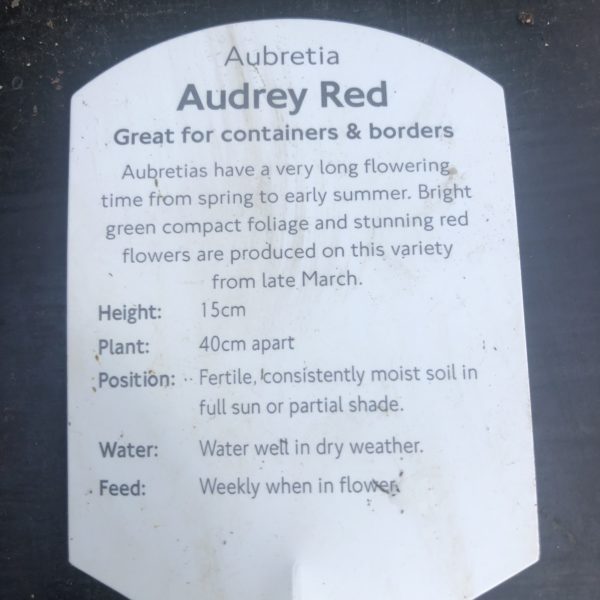 Aubretia
Audrey Red
Great for containers & borders
Aubretias have a very long flowering
time from spring to early summer. Bright
green compact foliage and stunning red
flowers are produced on this variety
from late March.
Height: 15cm
Plant: 40cm apart
Position: Fertile, consistently moist soil in
full sun or partial shade.
Water: Water well in dry weather.
Feed: Weekly when in flower.